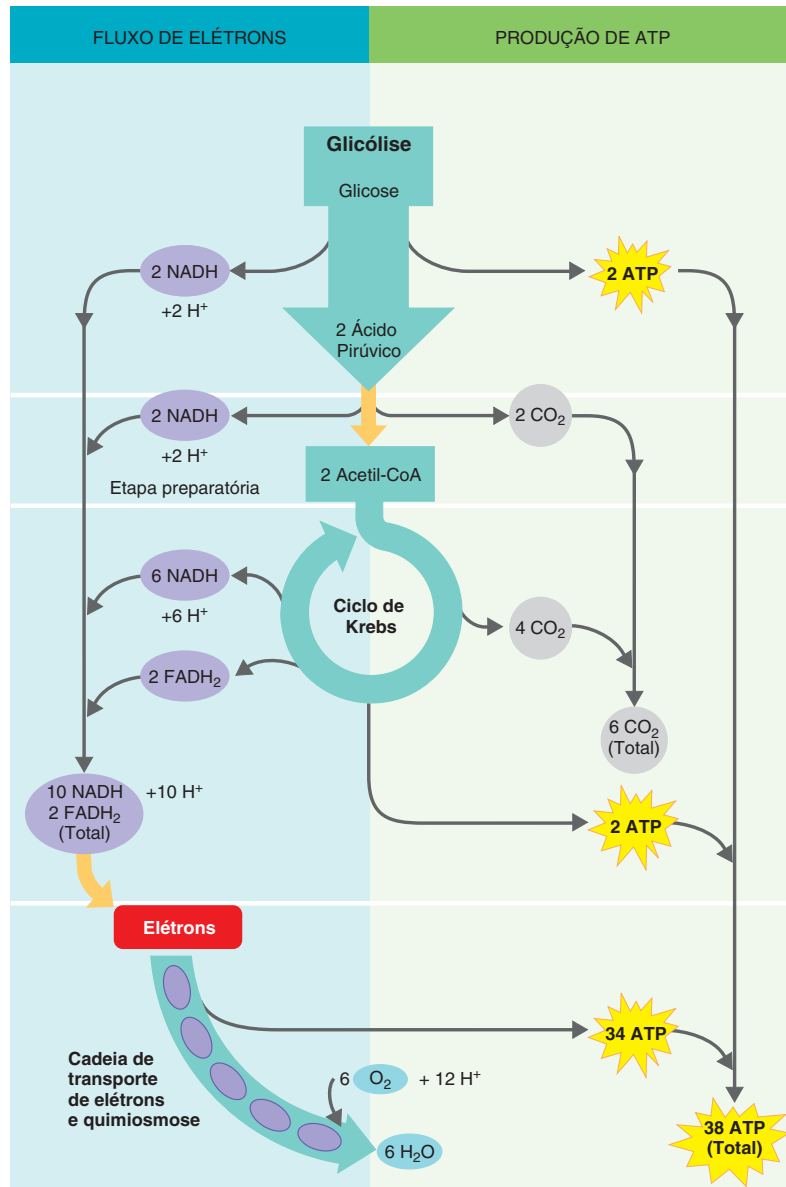 FLUXO DE ELÉTRONS
PRODUÇÃO DE ATP
Glicólise
Glicose
2 NADH
+2 H⁺
2 ATP
2 Ácido
Pirúvico
2 NADH
+2 H⁺
2 CO₂
Etapa preparatória
2 Acetil-CoA
6 NADH
+6 H⁺
Ciclo de
Krebs
4 CO₂
2 FADH₂
6 CO₂
(Total)
10 NADH
2 FADH₂
(Total)
+10 H⁺
2 ATP
Elétrons
34 ATP
Cadeia de
transporte
de elétrons
e quimiosmose
6 O₂ + 12 H⁺
6 H₂O
38 ATP
(Total)